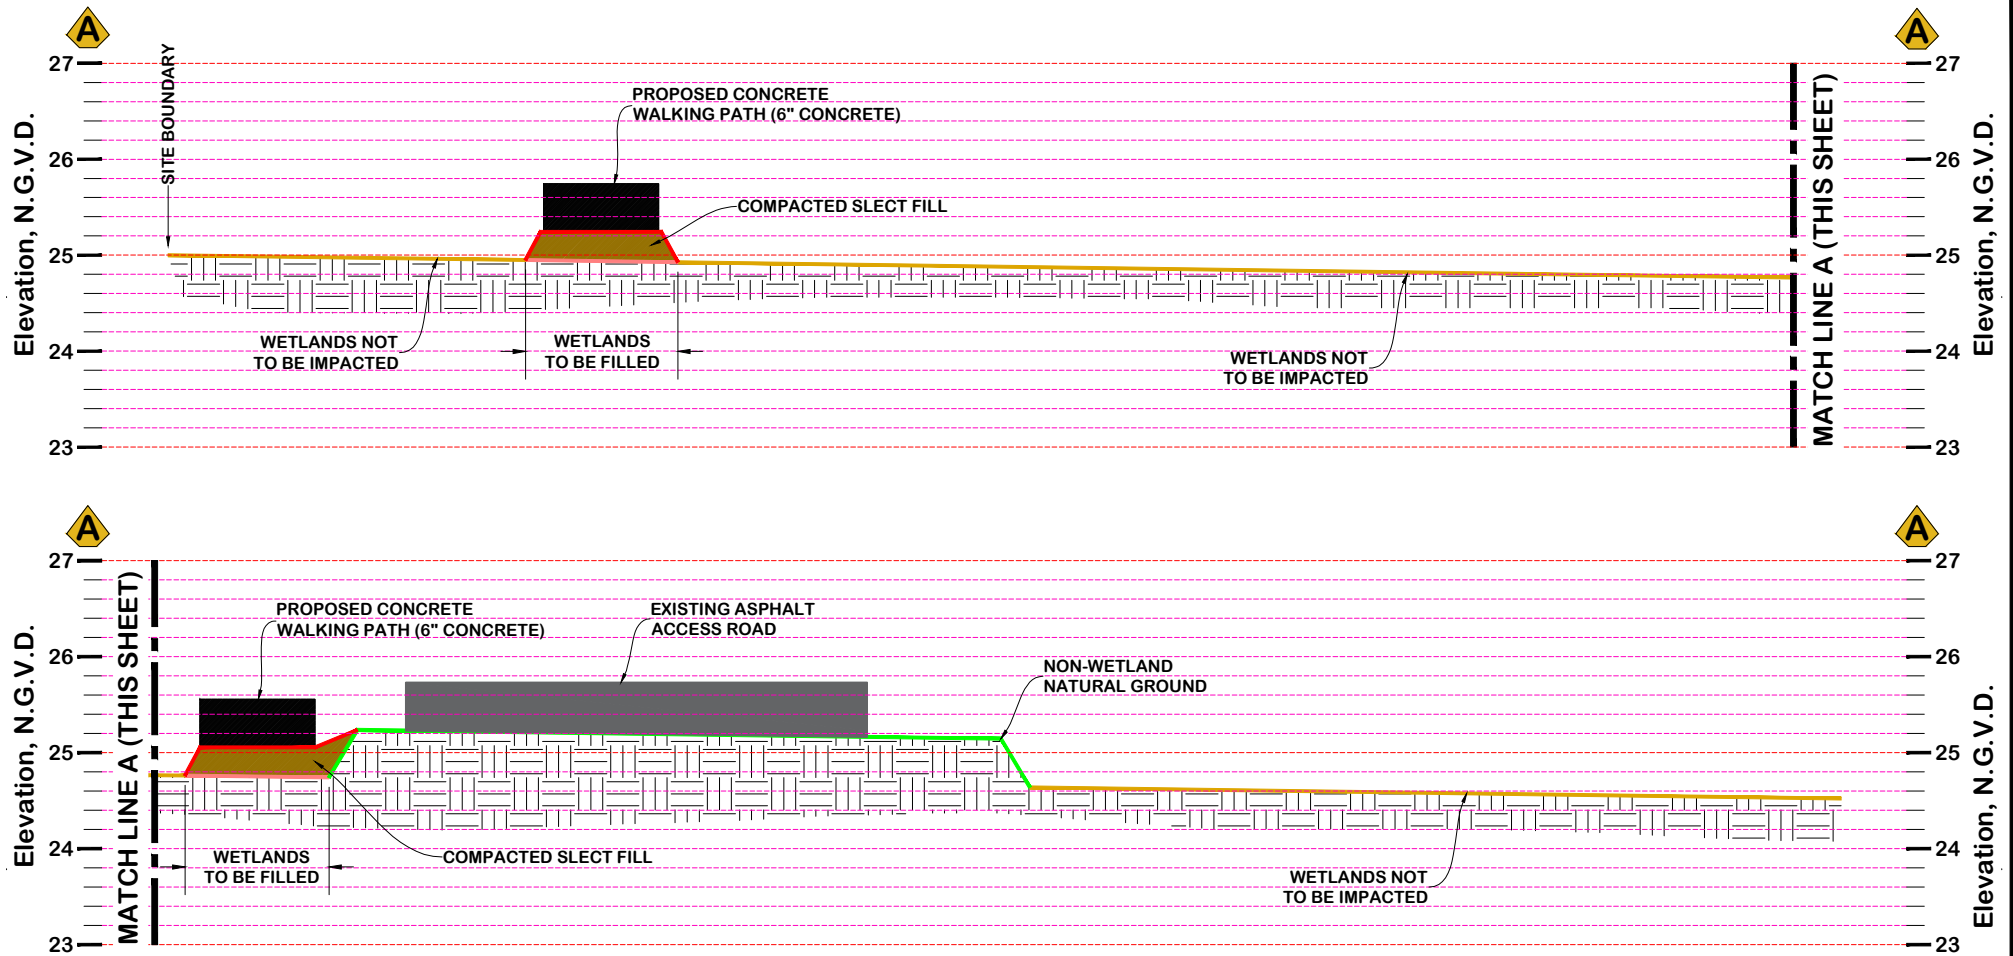 A
A
SITE BOUNDARY
27
27
PROPOSED CONCRETE
WALKING PATH (6" CONCRETE)
26
26
COMPACTED SLECT FILL
25
25
Elevation, N.G.V.D.
Elevation, N.G.V.D.
MATCH LINE A (THIS SHEET)
WETLANDS NOT
TO BE IMPACTED
WETLANDS
TO BE FILLED
WETLANDS NOT
TO BE IMPACTED
24
24
23
23
A
A
27
27
PROPOSED CONCRETE
WALKING PATH (6" CONCRETE)
EXISTING ASPHALT
ACCESS ROAD
26
26
NON-WETLAND
NATURAL GROUND
Elevation, N.G.V.D.
MATCH LINE A (THIS SHEET)
Elevation, N.G.V.D.
25
25
WETLANDS
TO BE FILLED
COMPACTED SLECT FILL
24
24
WETLANDS NOT
TO BE IMPACTED
23
23